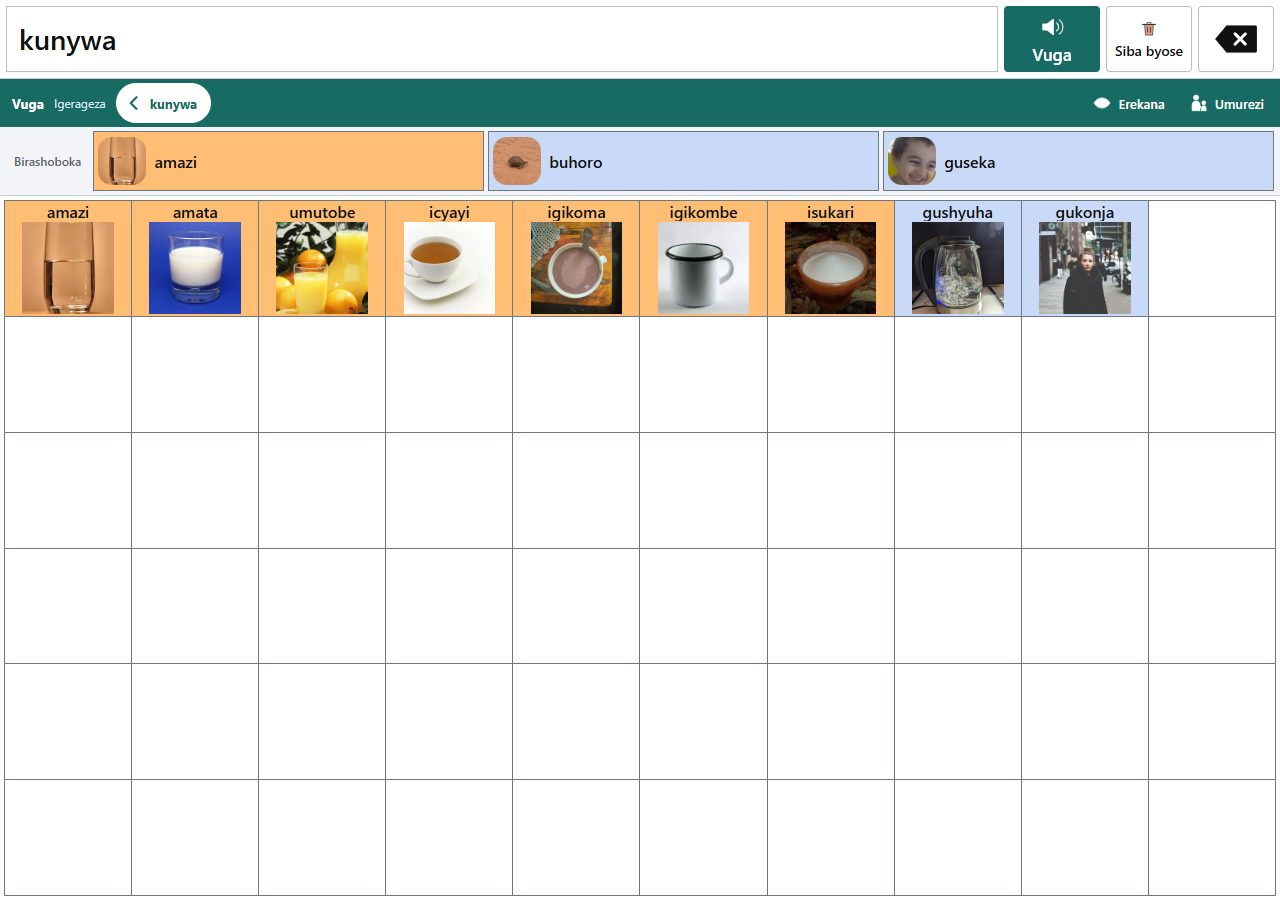 kunywa
Vuga
Siba byose
Vuga Igerageza kunywa Erekana Umurezi
Birashoboka amazi buhoro guseka
amazi amata umutobe icyayi igikoma igikombe isukari gushyuha gukonja